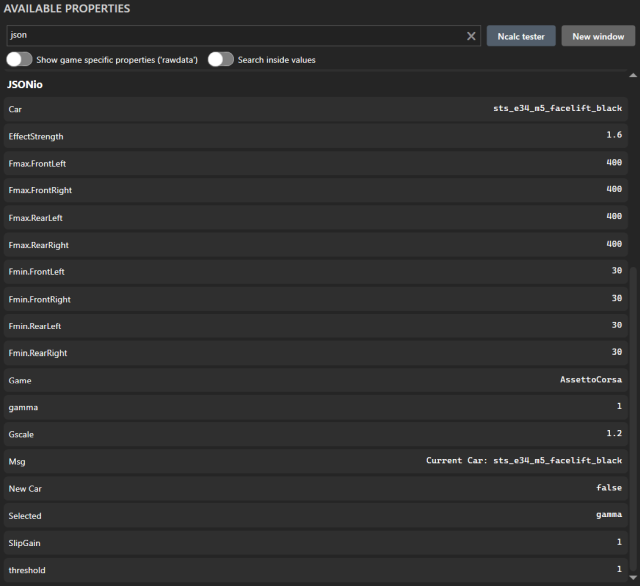 AVAILABLE PROPERTIES
json X Ncalc tester New window
Show game specific properties ('rawdata') Search inside values
JSONio
Car sts_e34_m5_facelift_black
EffectStrength 1.6
Fmax.FrontLeft 400
Fmax.FrontRight 400
Fmax.RearLeft 400
Fmax.RearRight 400
Fmin.FrontLeft 30
Fmin.FrontRight 30
Fmin.RearLeft 30
Fmin.RearRight 30
Game AssettoCorsa
gamma 1
Gscale 1.2
Msg Current Car: sts_e34_m5_facelift_black
New Car false
Selected gamma
SlipGain 1
threshold 1